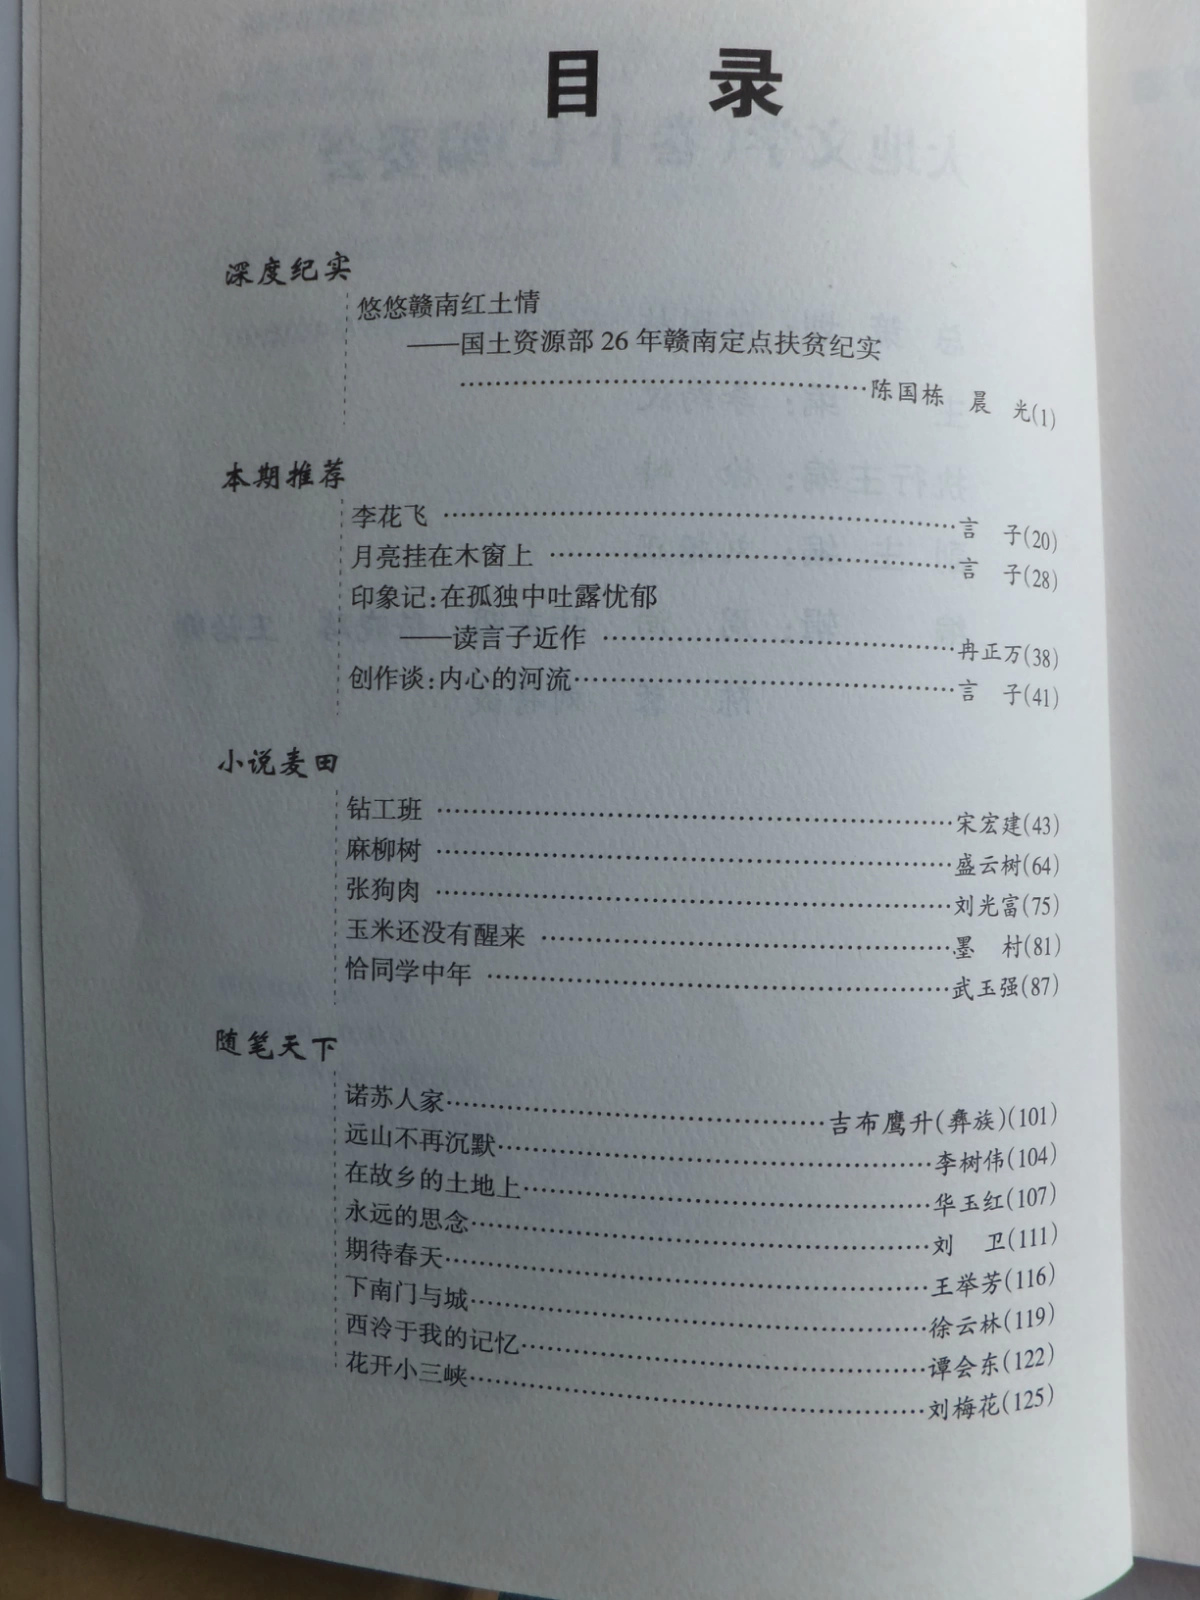 目 录
深度纪实
悠悠赣南红土情
——国土资源部26年赣南定点扶贫纪实
……………………………………陈国栋 晨 光(1)
本期推荐
李花飞 ……………………………………言 子(20)
月亮挂在木窗上 ……………………………………言 子(28)
印象记:在孤独中吐露忧郁
——读言子近作 ……………………………………冉正万(38)
创作谈:内心的河流……………………………………言 子(41)
小说麦田
钻工班 ……………………………………宋宏建(43)
麻柳树 ……………………………………盛云树(64)
张狗肉 ……………………………………刘光富(75)
玉米还没有醒来 ……………………………………墨 村(81)
恰同学中年 ……………………………………武玉强(87)
随笔天下
诺苏人家……………………………………吉布鹰升(彝族)(101)
远山不再沉默……………………………………李树伟(104)
在故乡的土地上……………………………………华玉红(107)
永远的思念……………………………………刘 卫(111)
期待春天……………………………………王举芳(116)
下南门与城……………………………………徐云林(119)
西泠于我的记忆……………………………………谭会东(122)
花开小三峡……………………………………刘梅花(125)